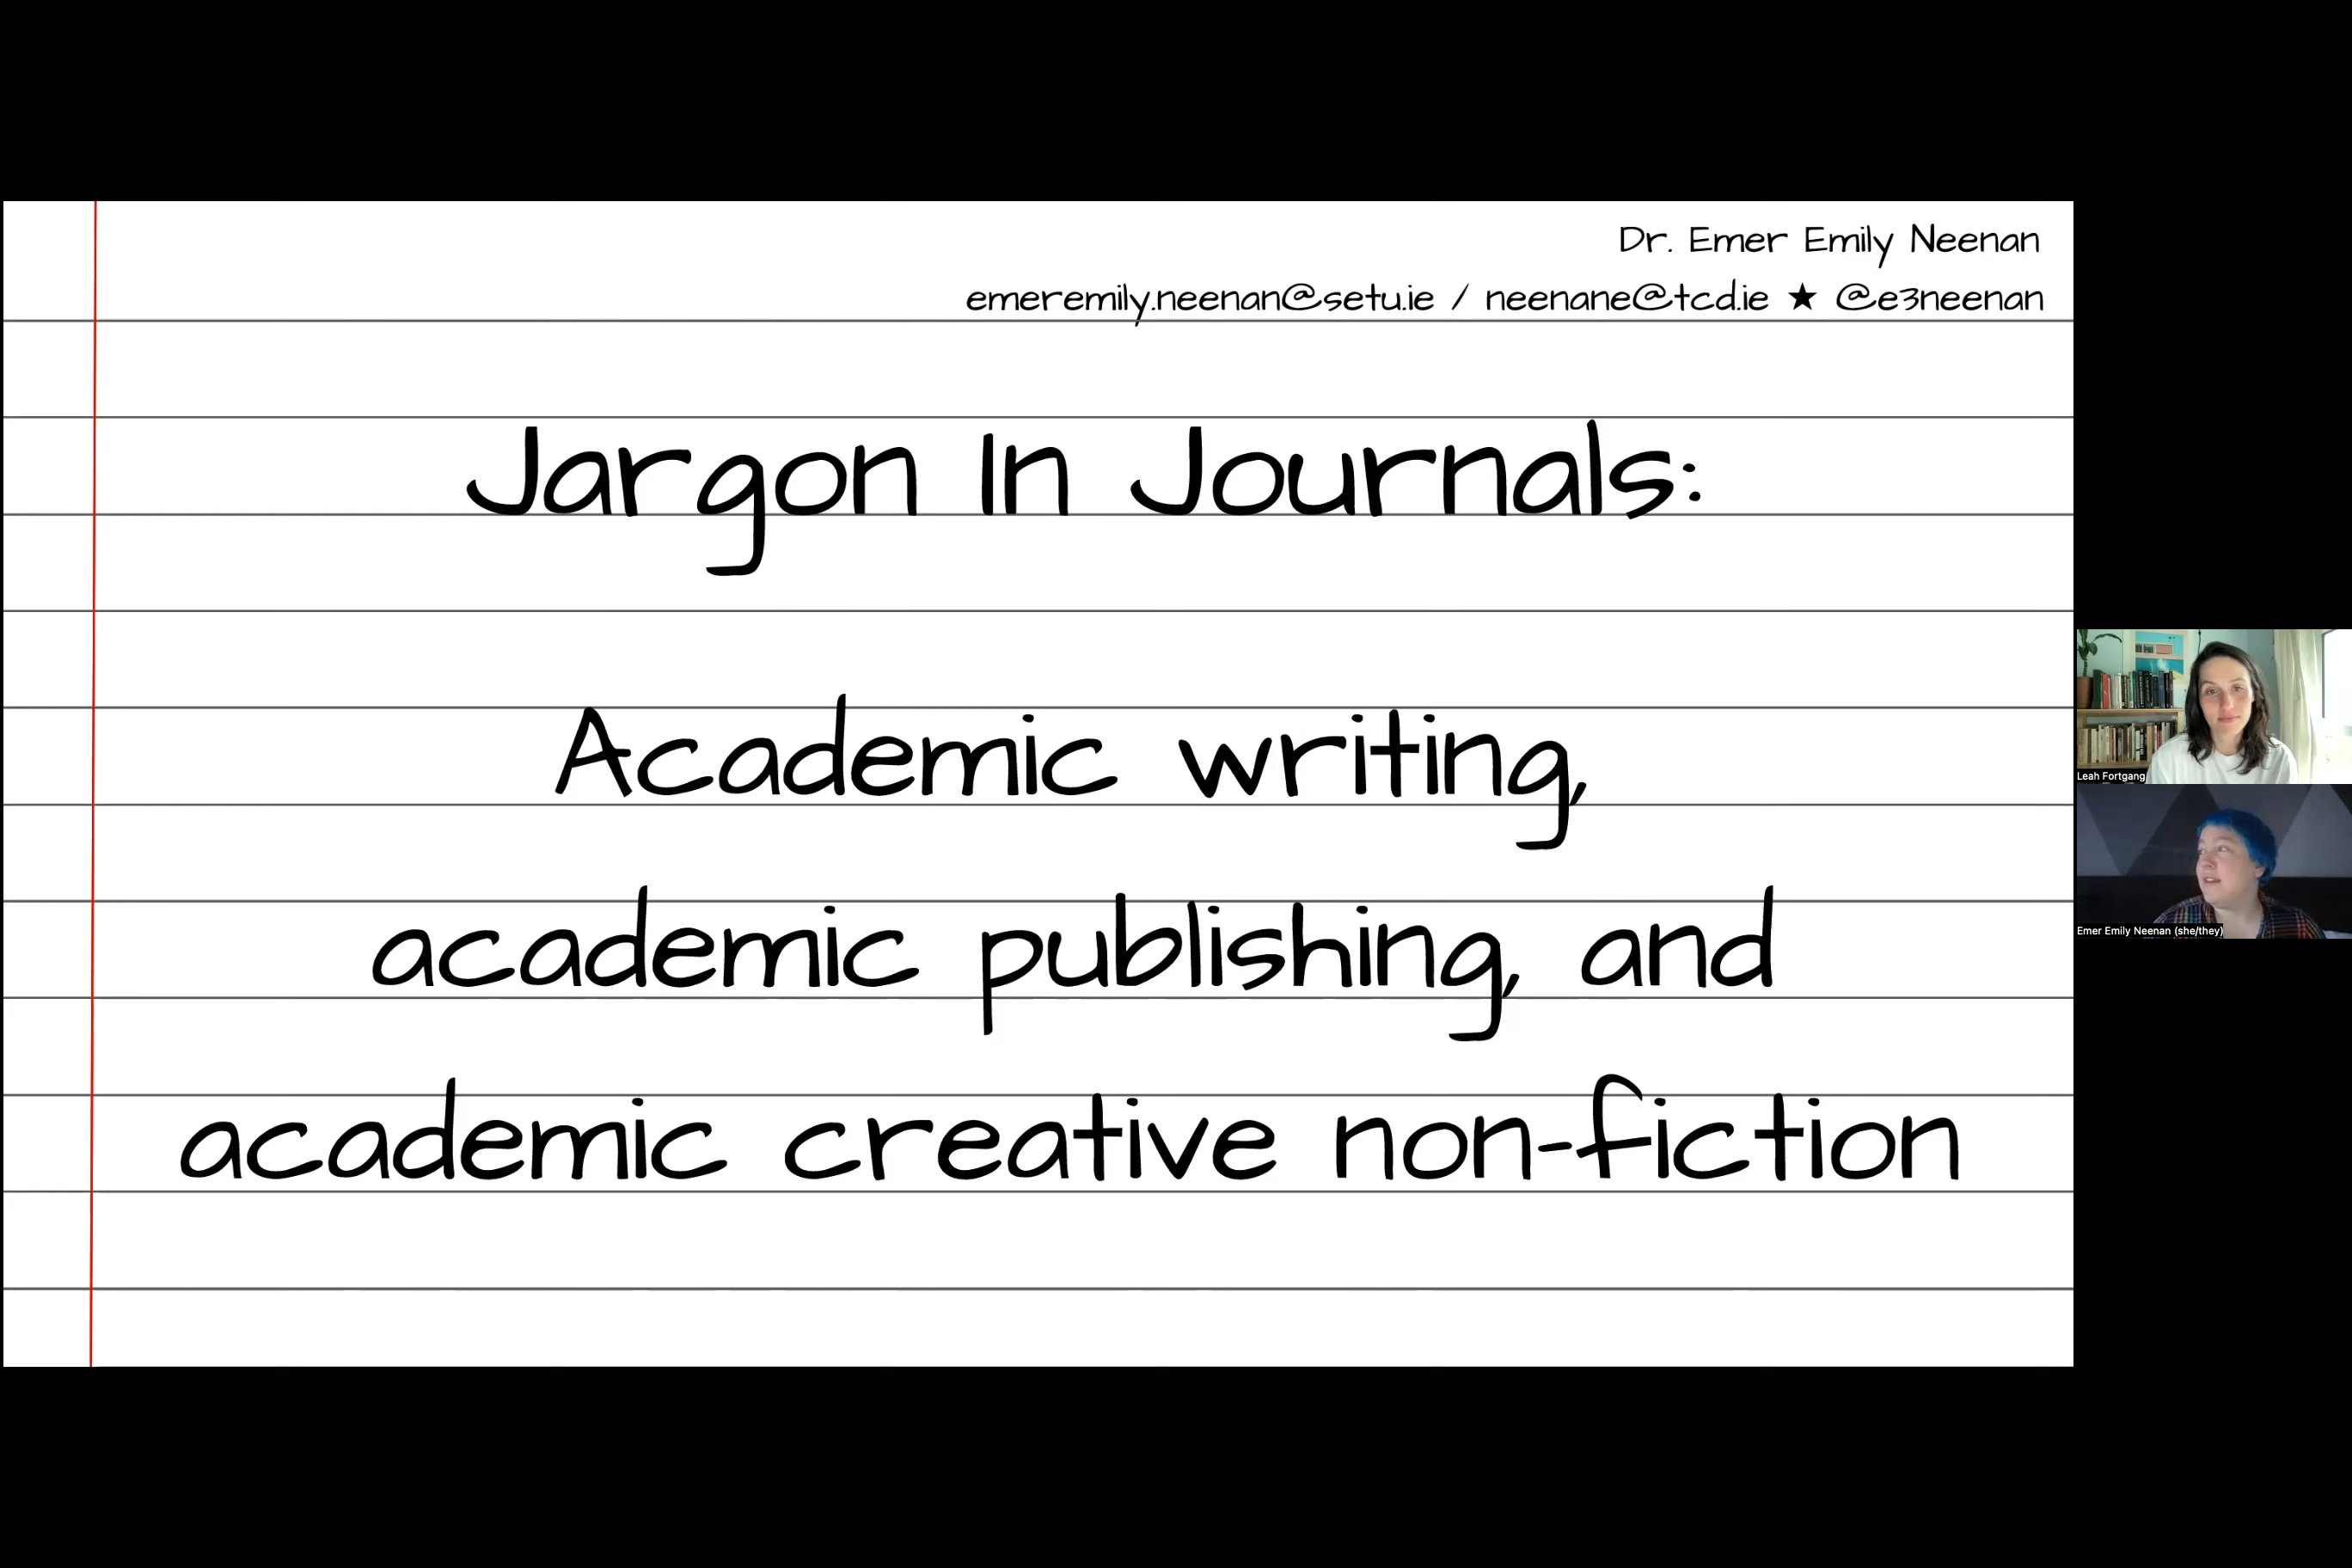 Dr. Emer Emily Neenan
emeremily.neenan@setu.ie / neenane@tcd.ie ★ @e3neenan
Jargon In Journals:
Academic writing,
academic publishing, and
academic creative non-fiction
Leah Fortgang
Emer Emily Neenan (she/they)